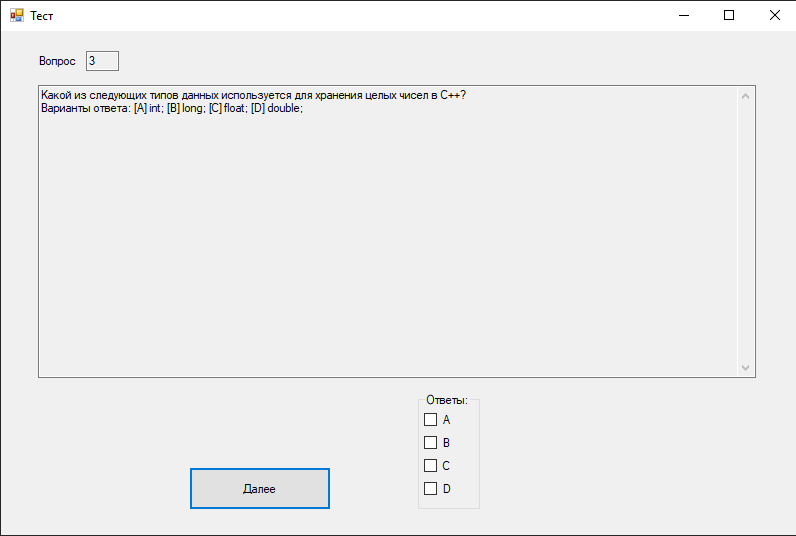 Тест
Вопрос 3
Какой из следующих типов данных используется для хранения целых чисел в C++?
Варианты ответа: [A] int; [B] long; [C] float; [D] double;
Ответы:
A
B
C
D
Далее